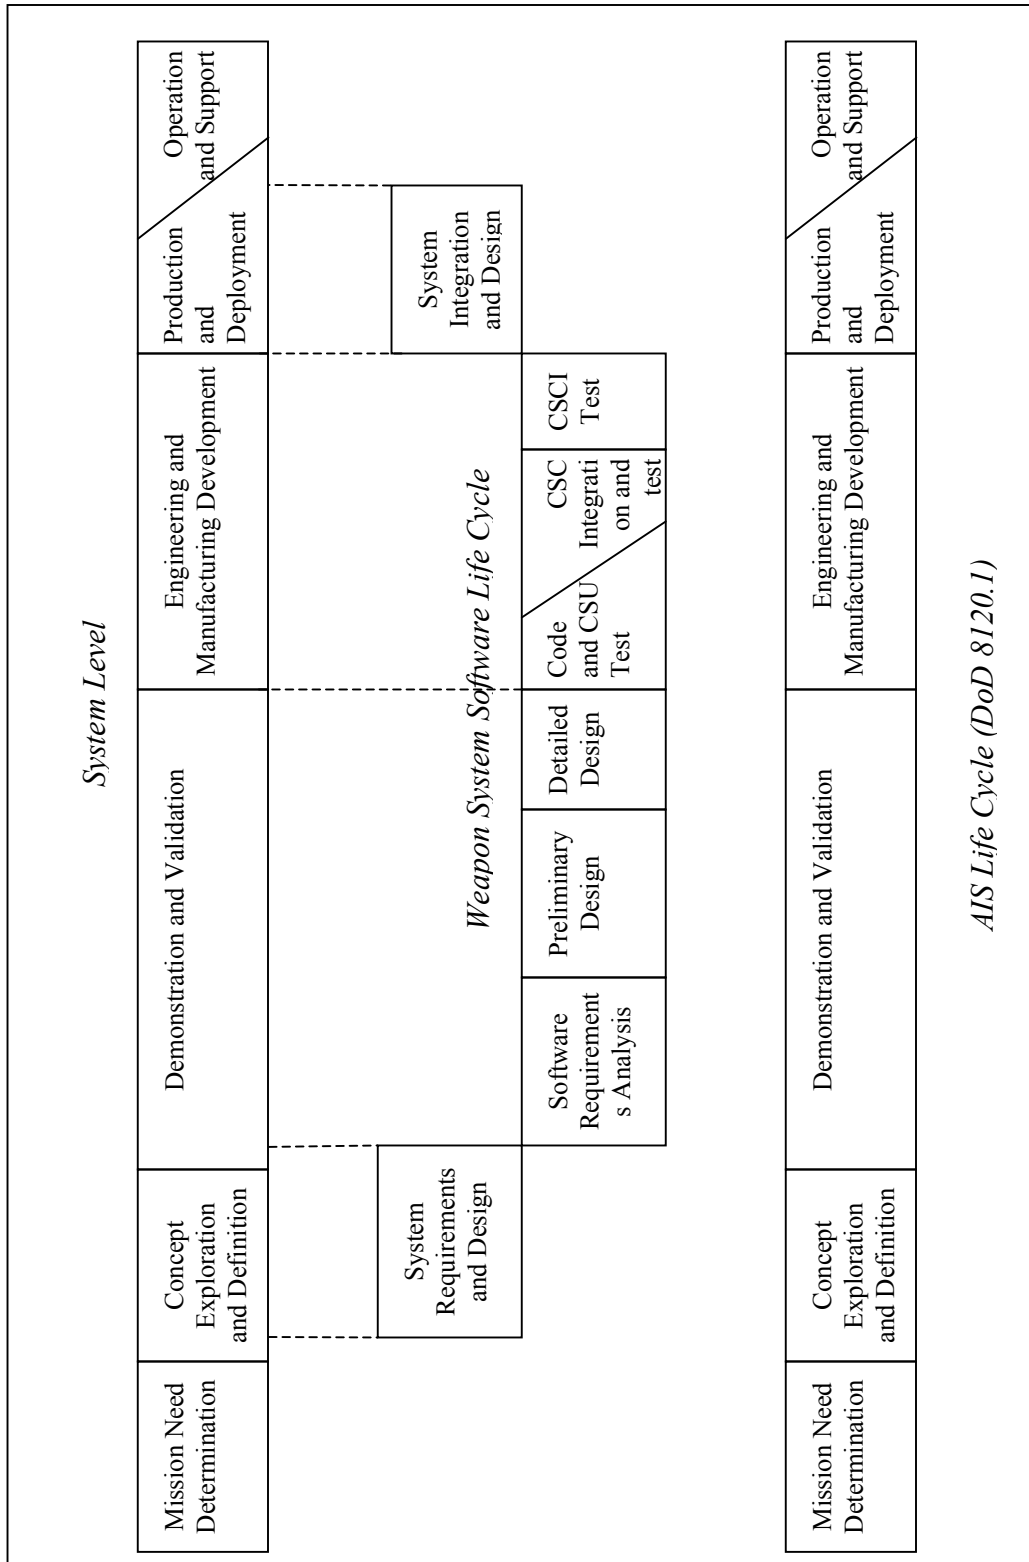 System Level
Mission Need
Determination
Concept
Exploration
and Definition
Demonstration and Validation
Engineering and
Manufacturing Development
Production
and
Deployment
Operation
and Support
System
Requirements
and Design
System
Integration
and Design
Weapon System Software Life Cycle
Software
Requirement
s Analysis
Preliminary
Design
Detailed
Design
Code
and CSU
Test
CSC
Integrati
on and
test
CSCI
Test
Mission Need
Determination
Concept
Exploration
and Definition
Demonstration and Validation
Engineering and
Manufacturing Development
Production
and
Deployment
Operation
and Support
AIS Life Cycle (DoD 8120.1)